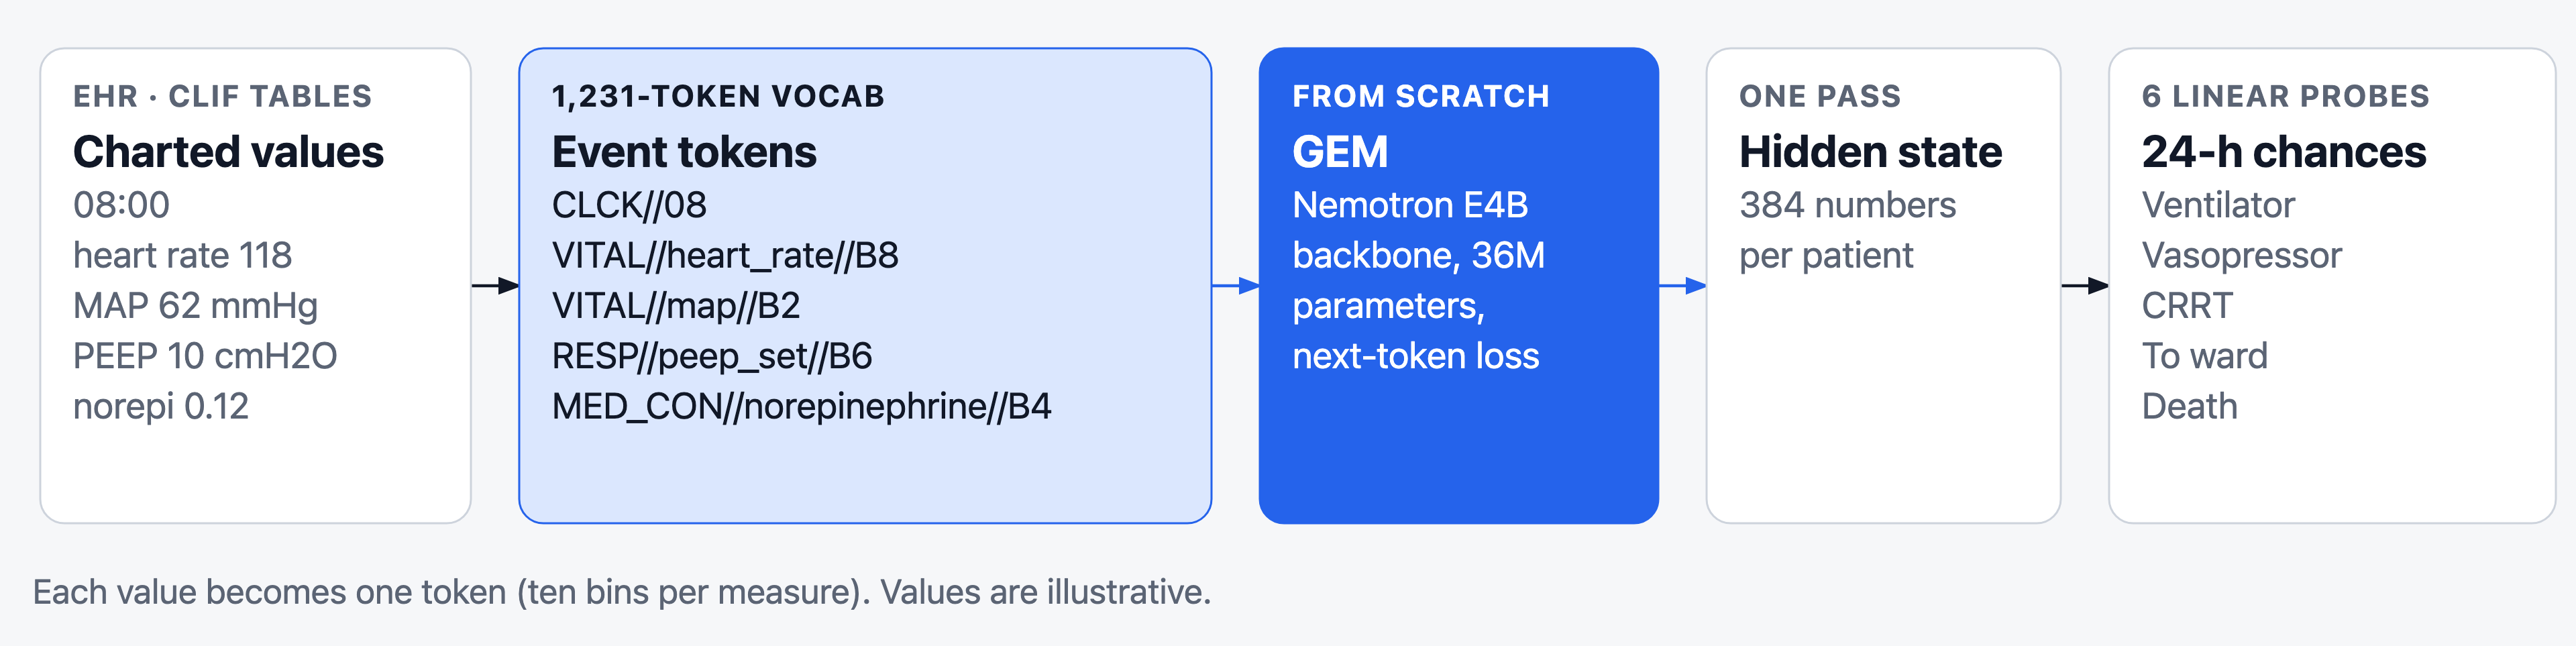 EHR · CLIF TABLES
Charted values
08:00
heart rate 118
MAP 62 mmHg
PEEP 10 cmH2O
norepi 0.12
1,231-TOKEN VOCAB
Event tokens
CLCK//08
VITAL//heart_rate//B8
VITAL//map//B2
RESP//peep_set//B6
MED_CON//norepinephrine//B4
FROM SCRATCH
GEM
Nemotron E4B
backbone, 36M
parameters,
next-token loss
ONE PASS
Hidden state
384 numbers
per patient
6 LINEAR PROBES
24-h chances
Ventilator
Vasopressor
CRRT
To ward
Death
Each value becomes one token (ten bins per measure). Values are illustrative.